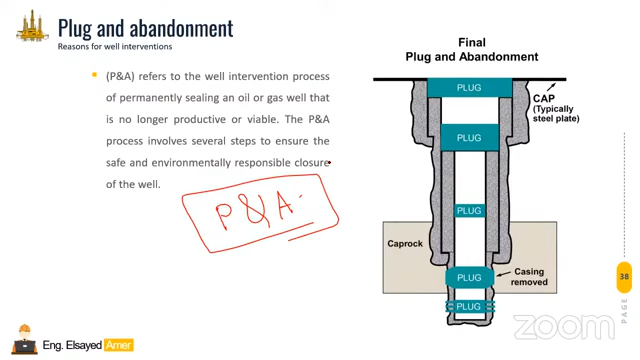 Plug and abandonment
Reasons for well interventions
(P&A) refers to the well intervention process
of permanently sealing an oil or gas well that
is no longer productive or viable. The P&A
process involves several steps to ensure the
safe and environmentally responsible closure
of the well.
P&A
Final
Plug and Abandonment
PLUG
CAP
(Typically
steel plate)
PLUG
PLUG
Caprock
PLUG
Casing
removed
PLUG
38
PAGE
zoom
Eng. Elsayed Amer